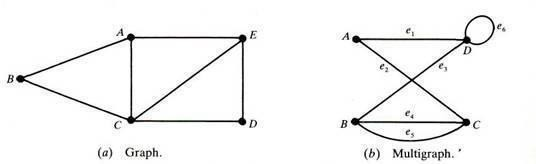 A E
B
C D
(a) Graph.
A e₁ D e₆
e₂ e₃
B e₄ C
e₅
(b) Multigraph. ’